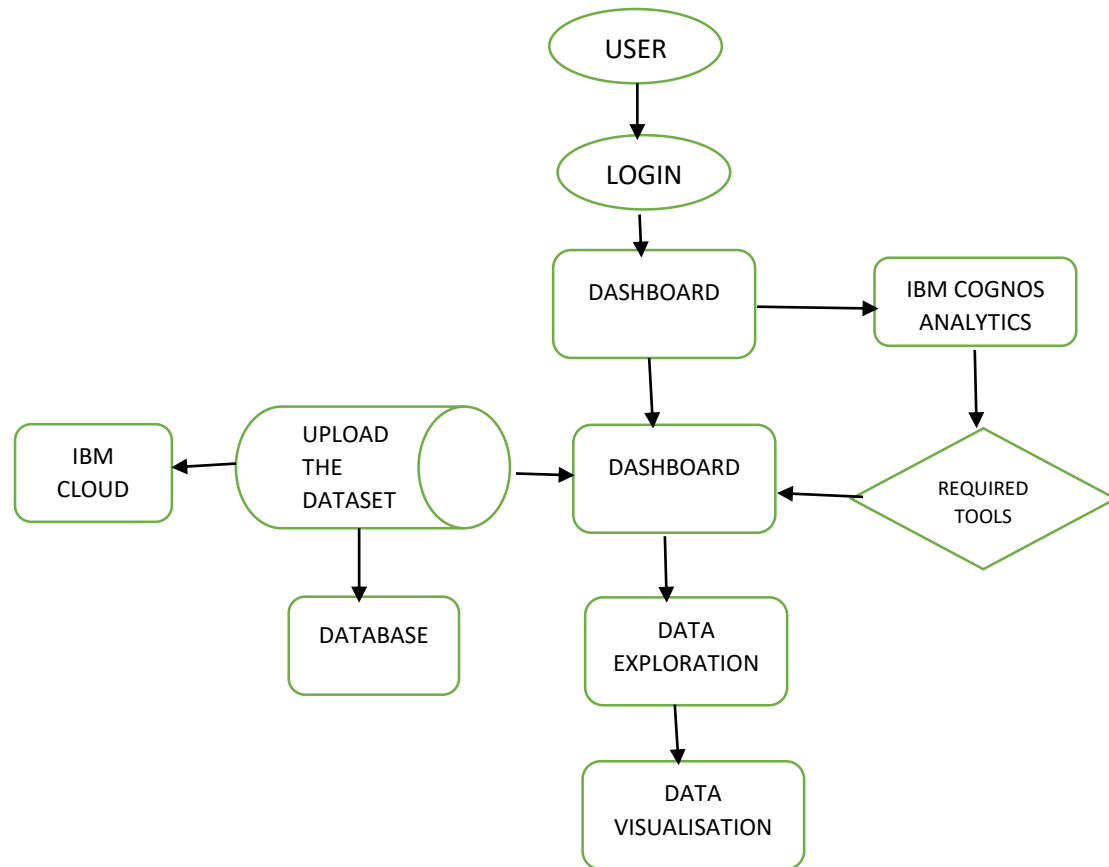 USER
LOGIN
DASHBOARD
IBM COGNOS
ANALYTICS
IBM
CLOUD
UPLOAD
THE
DATASET
DASHBOARD
REQUIRED
TOOLS
DATABASE
DATA
EXPLORATION
DATA
VISUALISATION